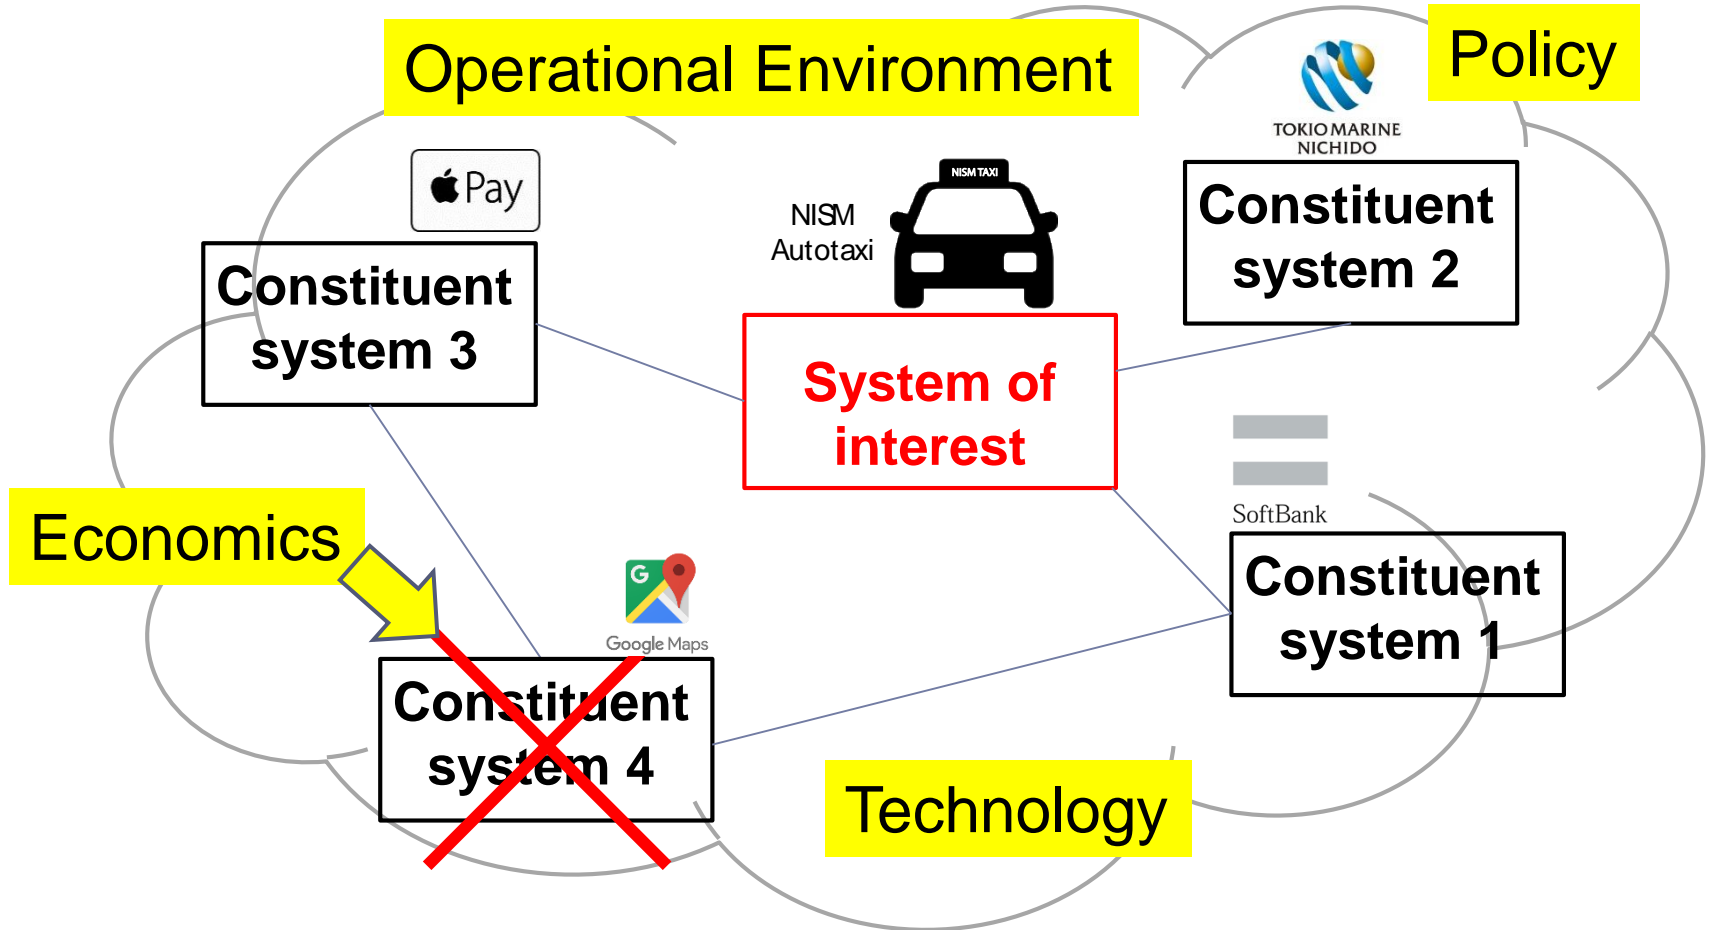 Operational Environment
Policy
TOKIO MARINE
NICHIDO
Pay
NISM TAXI
NISM
Autotaxi
Constituent
system 2
Constituent
system 3
System of
interest
SoftBank
Economics
Constituent
system 1
G
Google Maps
Constituent
system 4
Technology